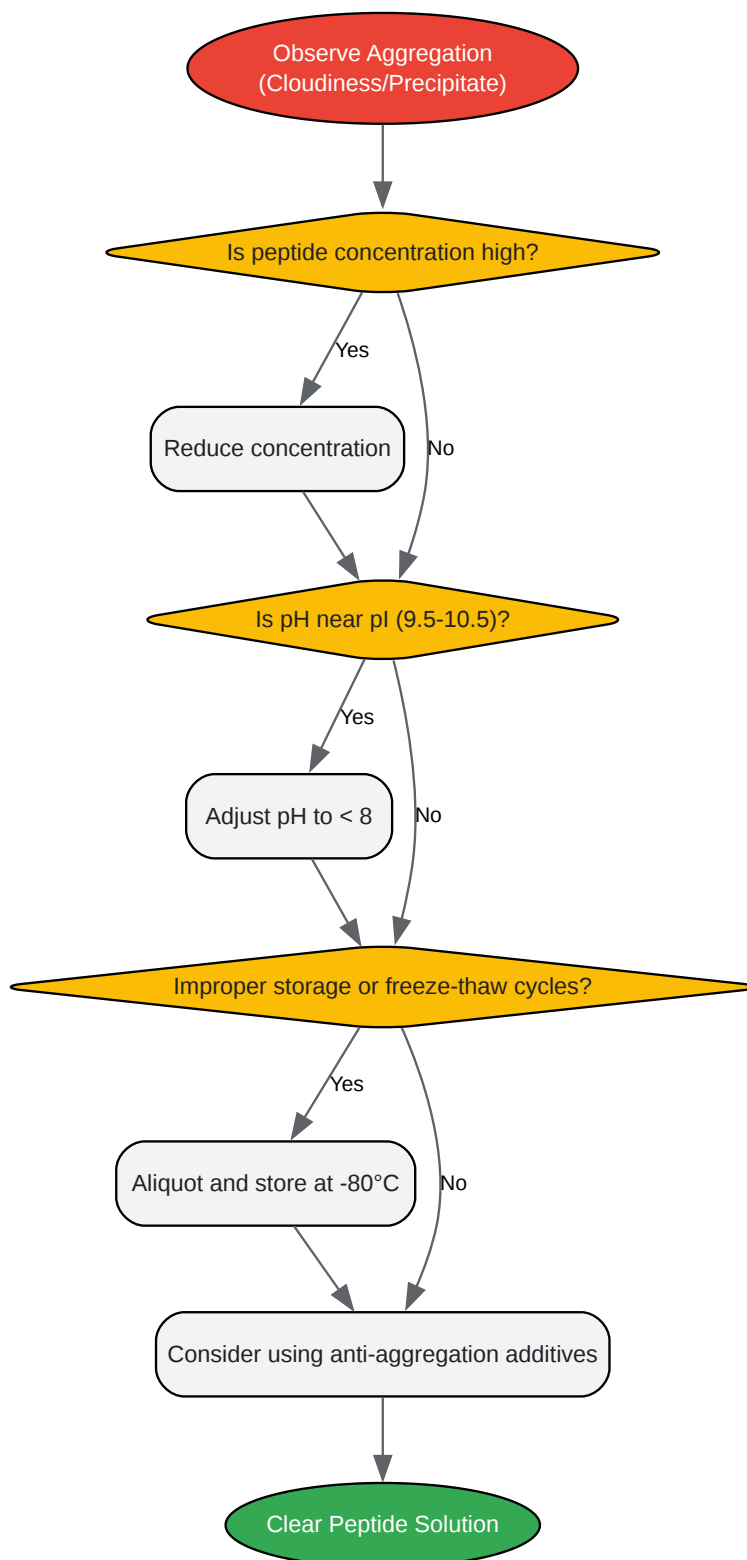 Observe Aggregation
(Cloudiness/Precipitate)
Is peptide concentration high?
Yes
Reduce concentration
No
Is pH near pI (9.5-10.5)?
Yes
Adjust pH to < 8
No
Improper storage or freeze-thaw cycles?
Yes
Aliquot and store at -80°C
No
Consider using anti-aggregation additives
Clear Peptide Solution